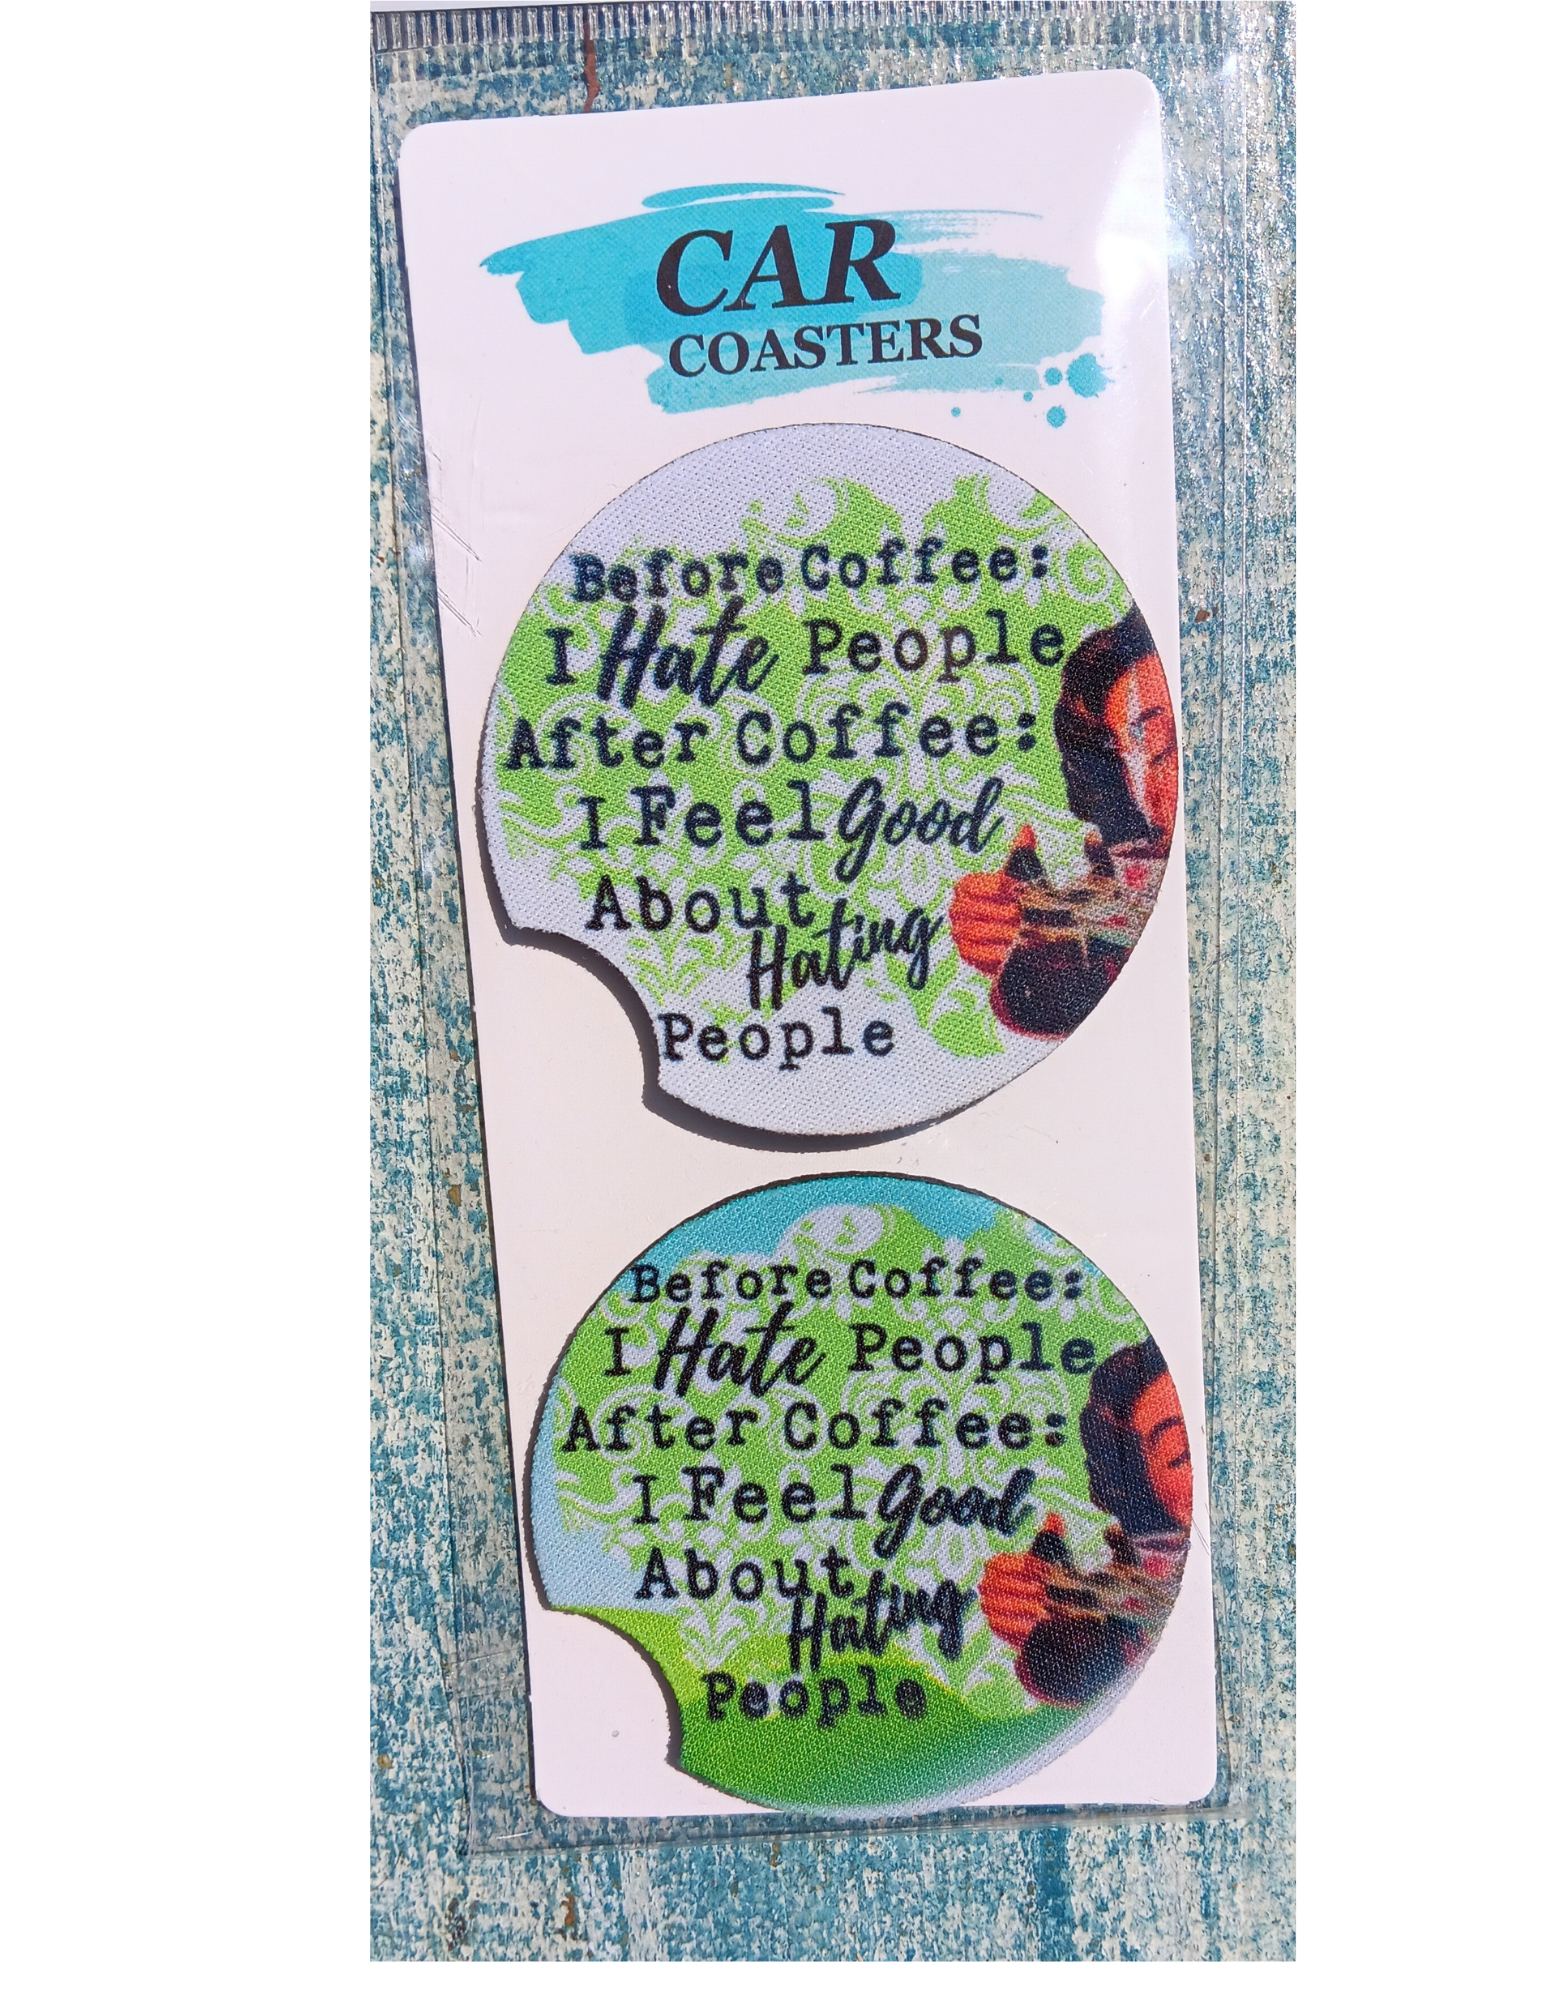 CAR
COASTERS
Before Coffee:
I Hate People
After Coffee:
I Feel Good
About
Hating
People
Before Coffee:
I Hate People
After Coffee:
I Feel Good
About
Hating
People